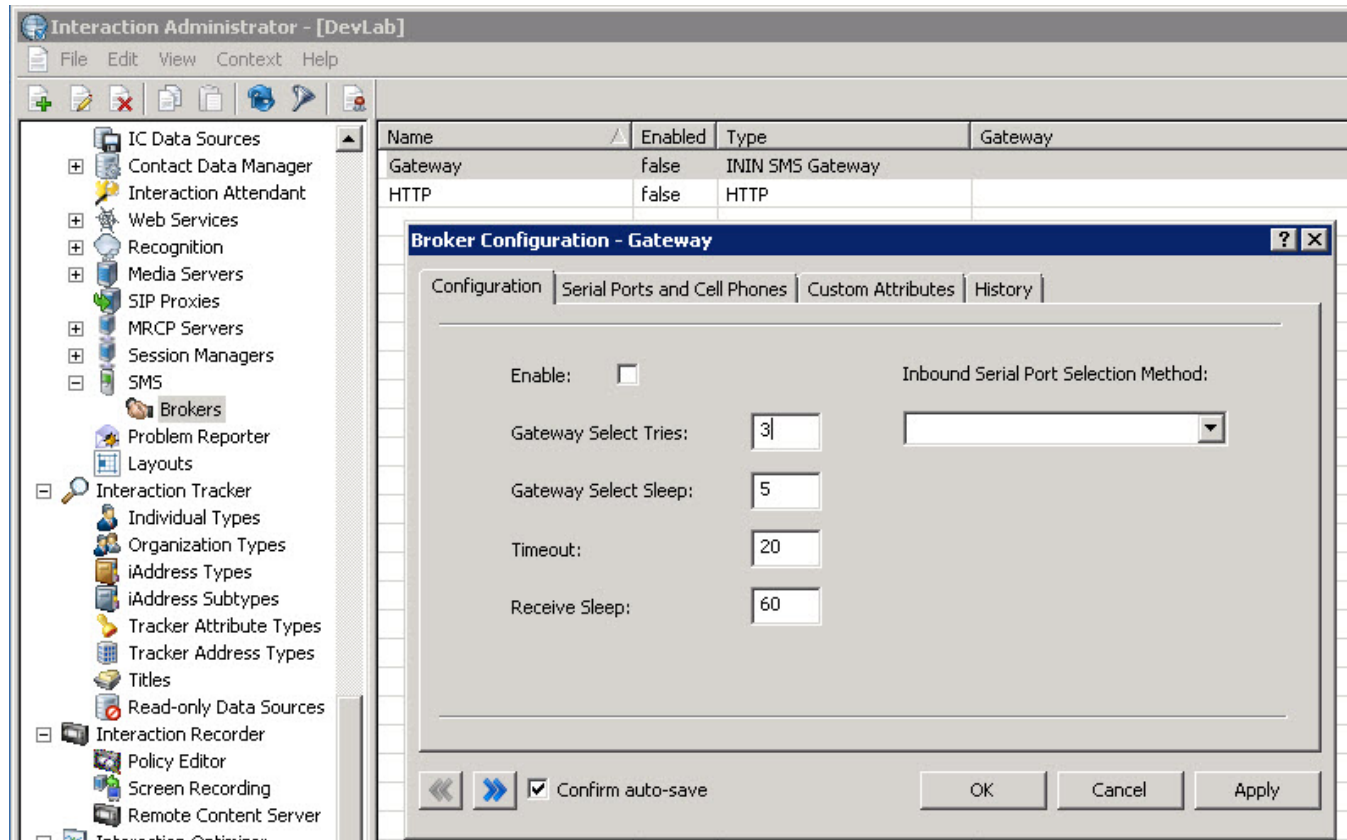 Interaction Administrator - [DevLab]
File Edit View Context Help
IC Data Sources
Contact Data Manager
Interaction Attendant
Web Services
Recognition
Media Servers
SIP Proxies
MRCP Servers
Session Managers
SMS
Brokers
Problem Reporter
Layouts
Interaction Tracker
Individual Types
Organization Types
iAddress Types
iAddress Subtypes
Tracker Attribute Types
Tracker Address Types
Titles
Read-only Data Sources
Interaction Recorder
Policy Editor
Screen Recording
Remote Content Server
Interaction Optimizer
Name Enabled Type Gateway
Gateway false ININ SMS Gateway
HTTP false HTTP
Broker Configuration - Gateway
Configuration Serial Ports and Cell Phones Custom Attributes History
Enable: Inbound Serial Port Selection Method:
Gateway Select Tries: 3
Gateway Select Sleep: 5
Timeout: 20
Receive Sleep: 60
Confirm auto-save OK Cancel Apply